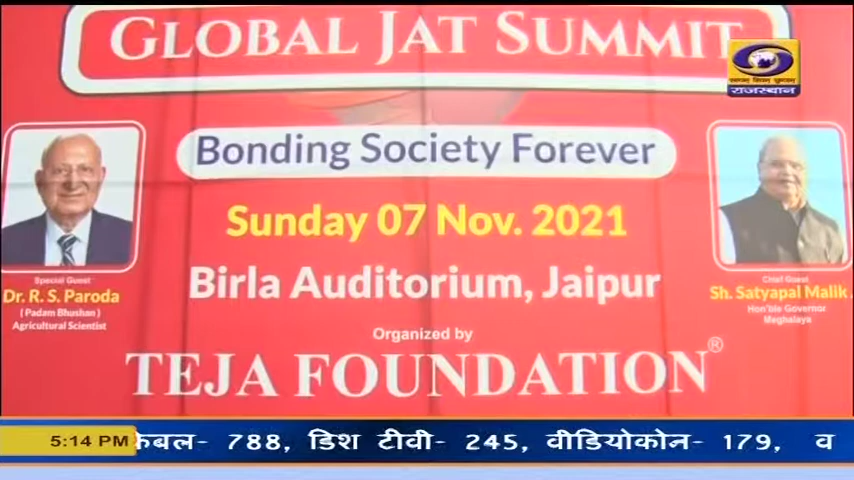 GLOBAL JAT SUMMIT
राजस्थान
Bonding Society Forever
Sunday 07 Nov. 2021
Birla Auditorium, Jaipur
Special Guest
Dr. R. S. Paroda
( Padam Bhushan )
Agricultural Scientist
Chief Guest
Sh. Satyapal Malik
Hon'ble Governor
Meghalaya
Organized by
TEJA FOUNDATION®
5:14 PM
केबल- 788, डिश टीवी- 245, वीडियोकोन- 179, व